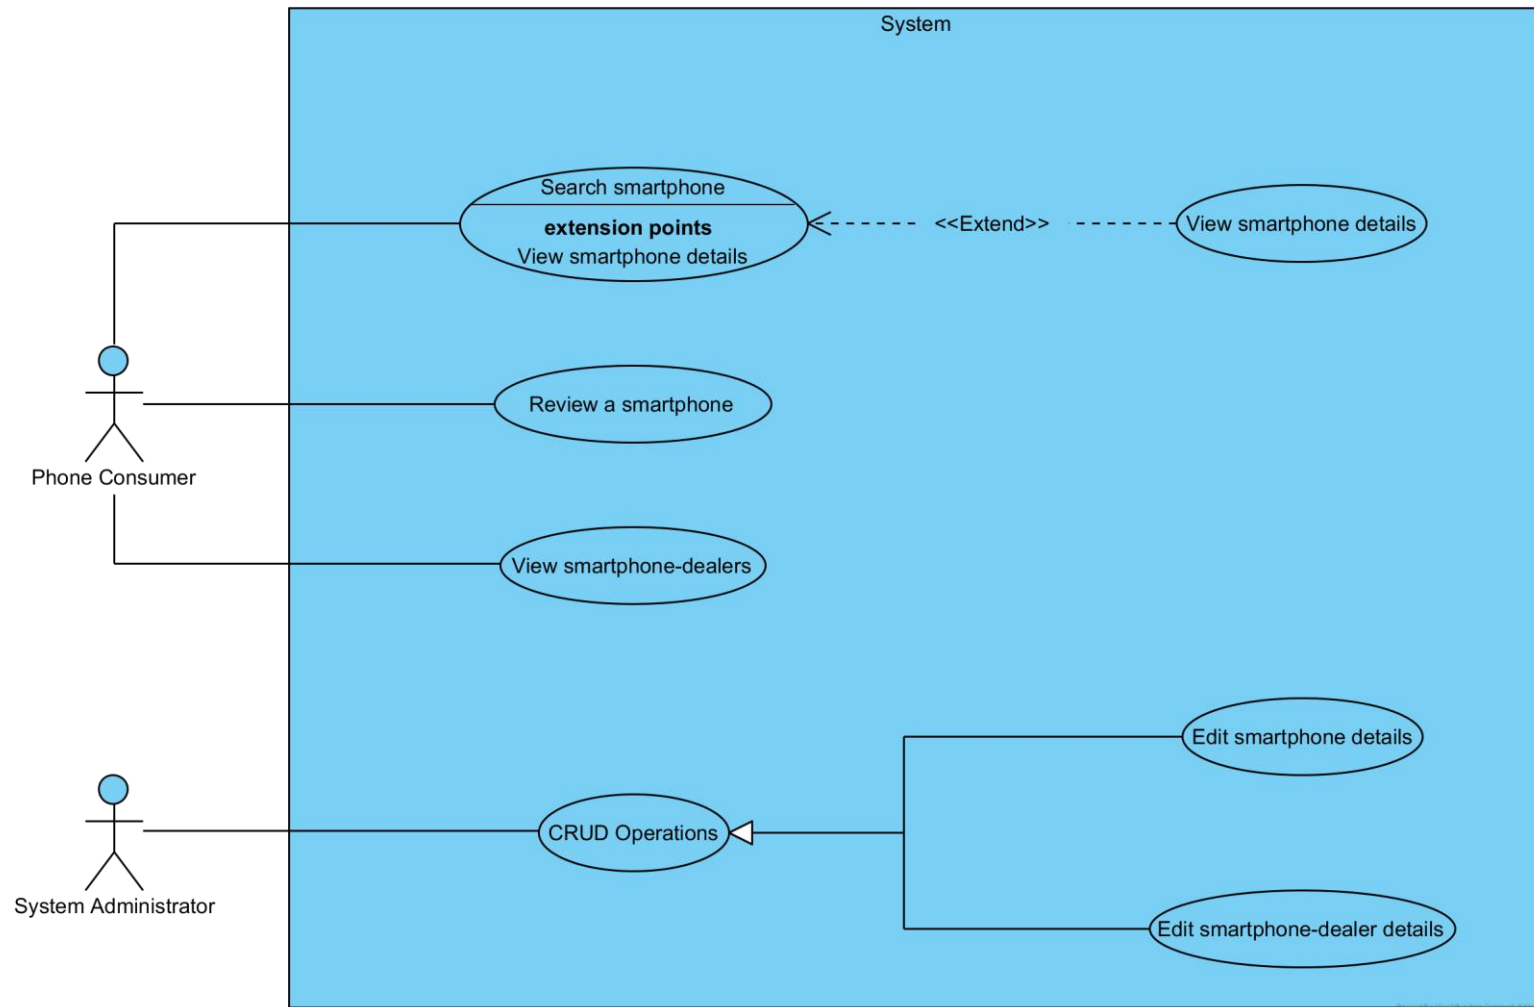 System
Search smartphone
extension points
View smartphone details
<<Extend>>
View smartphone details
Review a smartphone
Phone Consumer
View smartphone-dealers
Edit smartphone details
CRUD Operations
System Administrator
Edit smartphone-dealer details